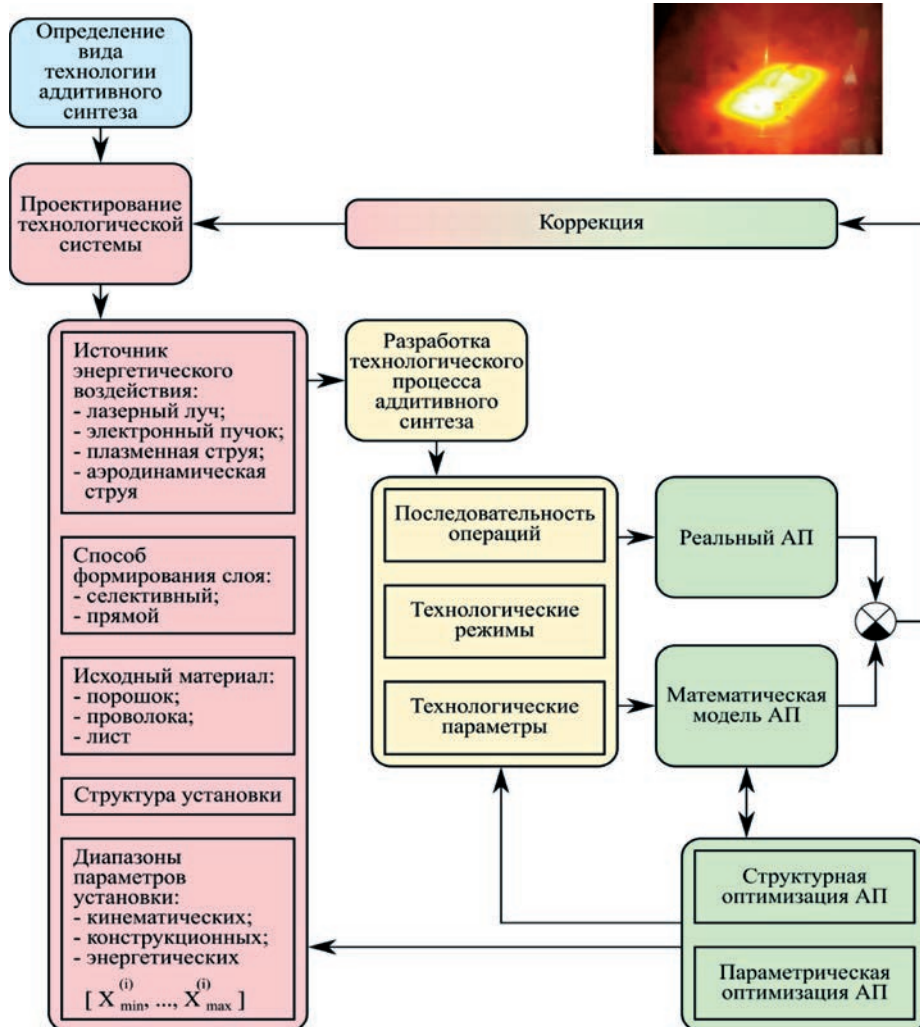 Определение
вида
технологии
аддитивного
синтеза
Проектирование
технологической
системы
Коррекция
Источник
энергетического
воздействия:
- лазерный луч;
- электронный пучок;
- плазменная струя;
- аэродинамическая
струя
Способ
формирования слоя:
- селективный;
- прямой
Исходный материал:
- порошок;
- проволока;
- лист
Структура установки
Диапазоны
параметров
установки:
- кинематических;
- конструкционных;
- энергетических
[ X min (i), ..., X max (i) ]
Разработка
технологического
процесса
аддитивного
синтеза
Последовательность
операций
Технологические
режимы
Технологические
параметры
Реальный АП
Математическая
модель АП
Структурная
оптимизация АП
Параметрическая
оптимизация АП